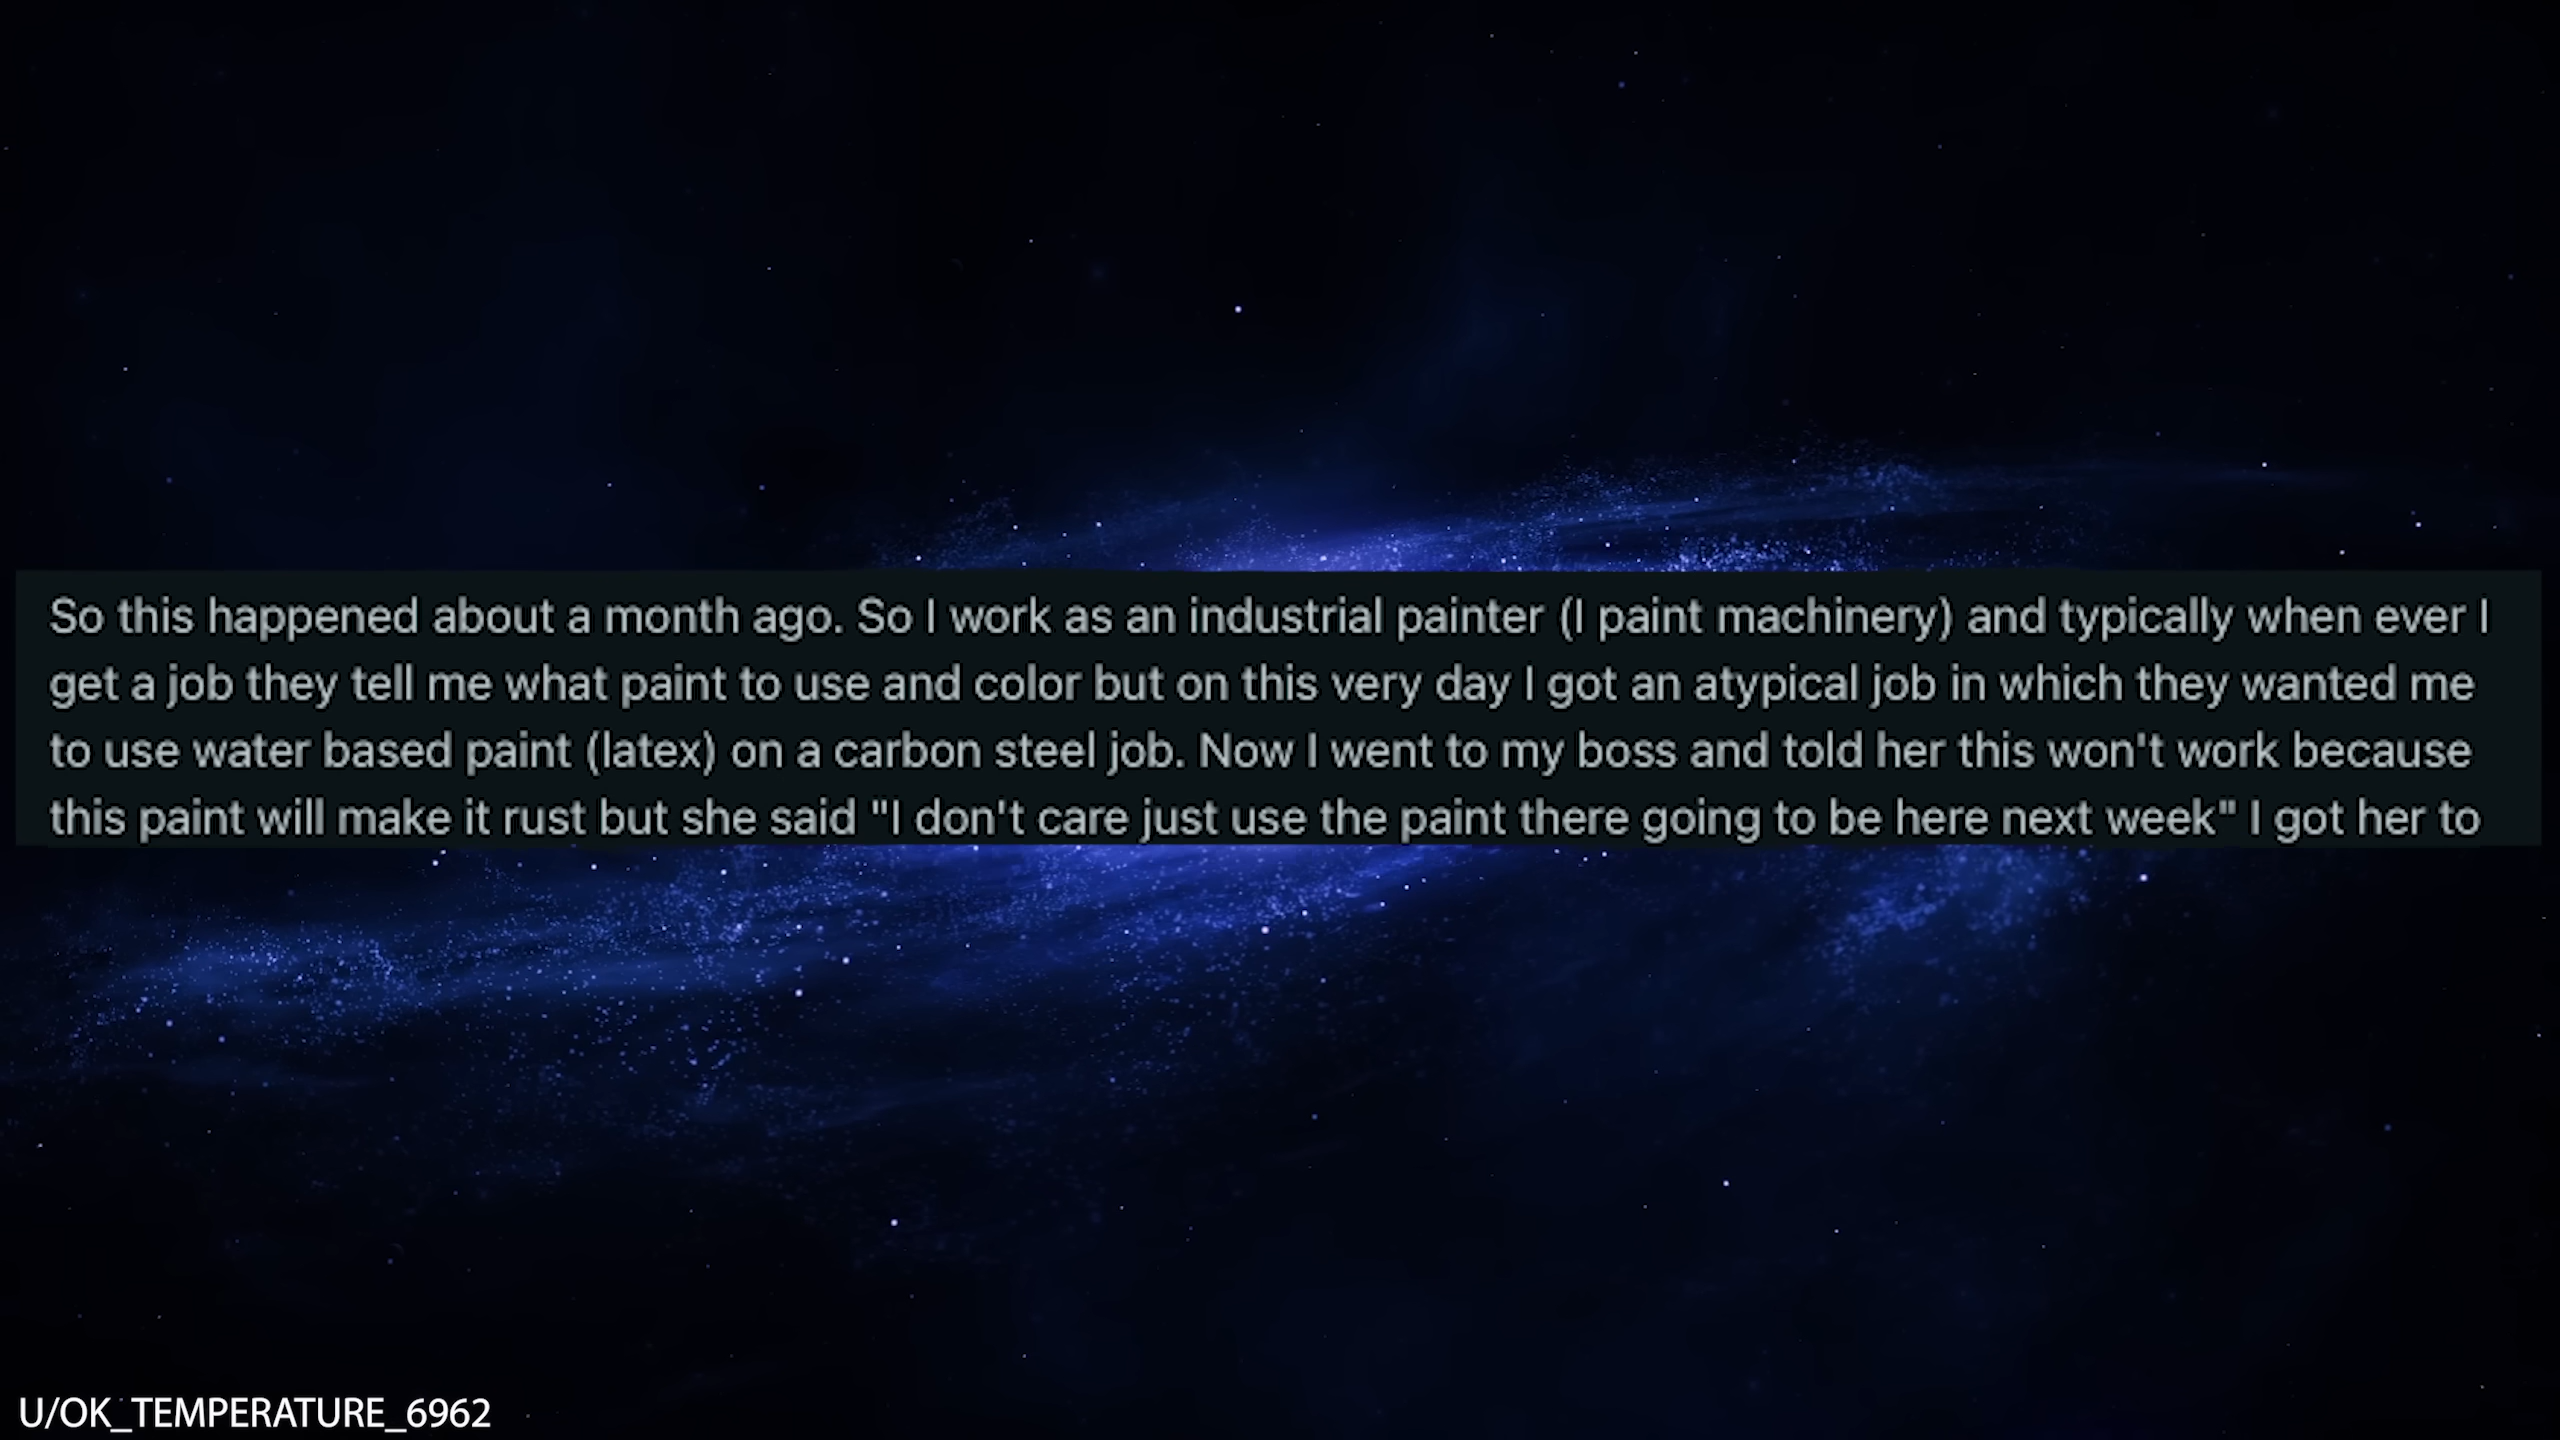 So this happened about a month ago. So I work as an industrial painter (I paint machinery) and typically when ever I
get a job they tell me what paint to use and color but on this very day I got an atypical job in which they wanted me
to use water based paint (latex) on a carbon steel job. Now I went to my boss and told her this won't work because
this paint will make it rust but she said "I don't care just use the paint there going to be here next week" I got her to
U/OK_TEMPERATURE_6962